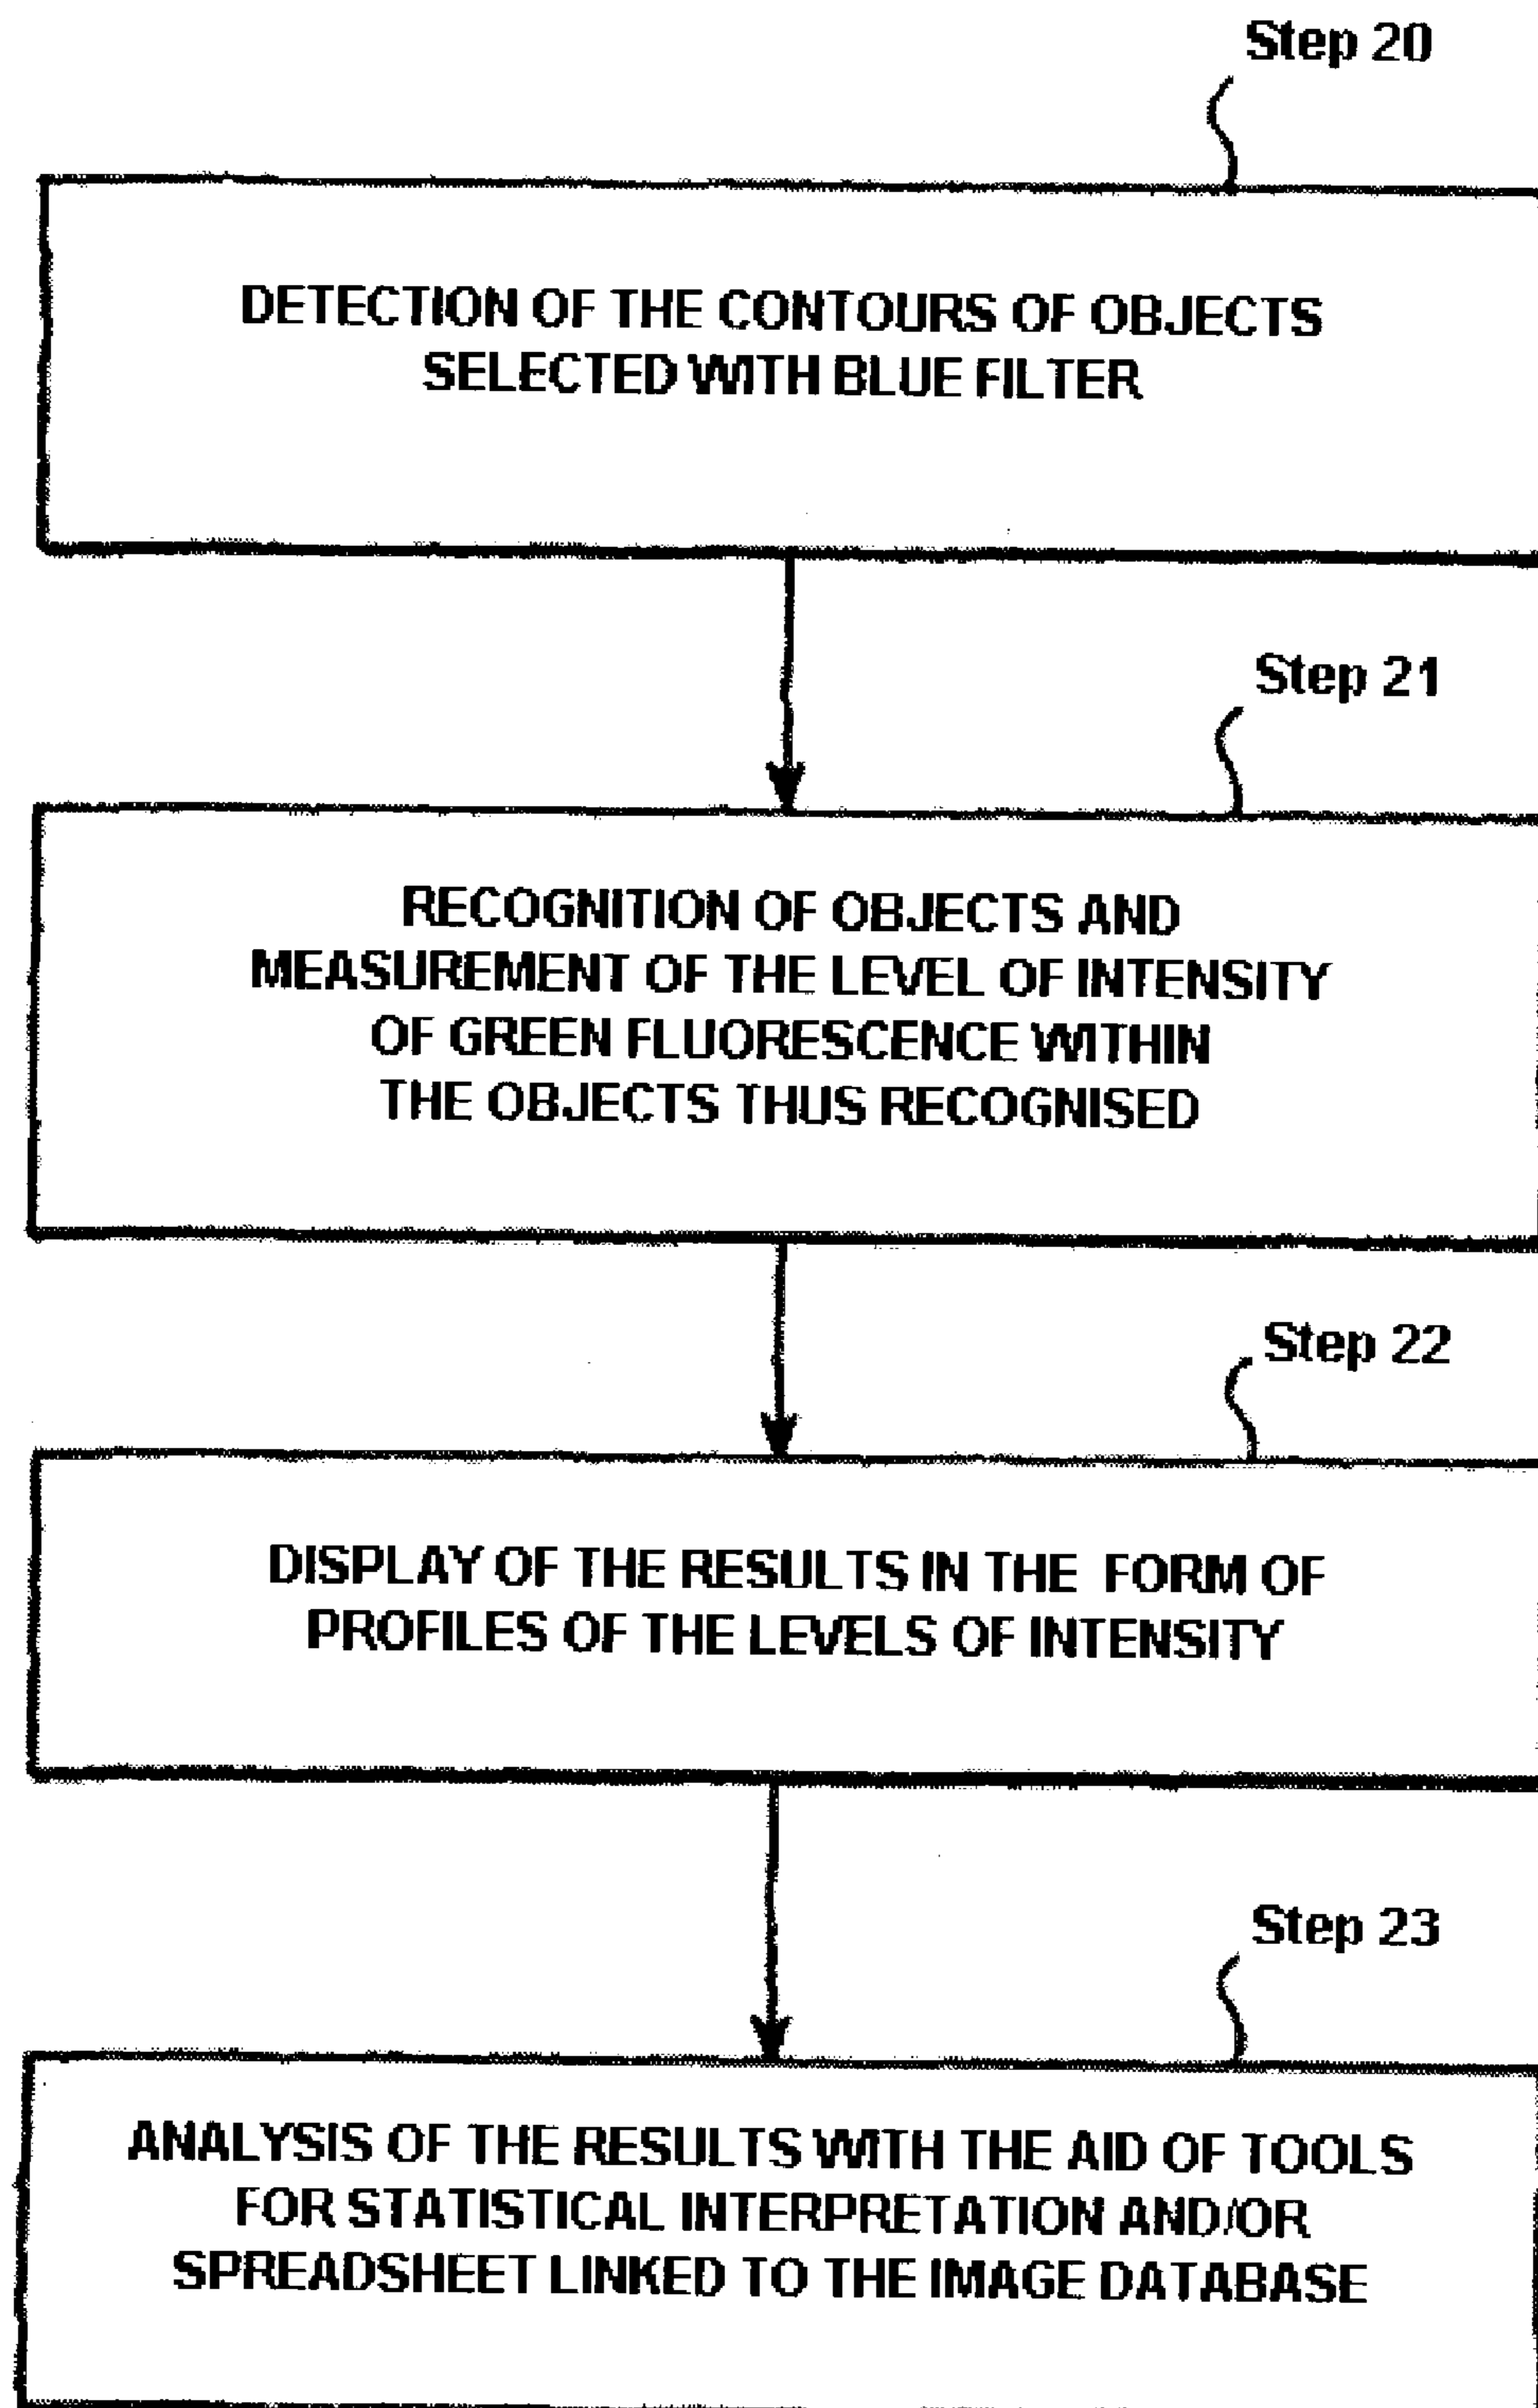 Step 20
DETECTION OF THE CONTOURS OF OBJECTS
SELECTED WITH BLUE FILTER
Step 21
RECOGNITION OF OBJECTS AND
MEASUREMENT OF THE LEVEL OF INTENSITY
OF GREEN FLUORESCENCE WITHIN
THE OBJECTS THUS RECOGNISED
Step 22
DISPLAY OF THE RESULTS IN THE FORM OF
PROFILES OF THE LEVELS OF INTENSITY
Step 23
ANALYSIS OF THE RESULTS WITH THE AID OF TOOLS
FOR STATISTICAL INTERPRETATION AND/OR
SPREADSHEET LINKED TO THE IMAGE DATABASE